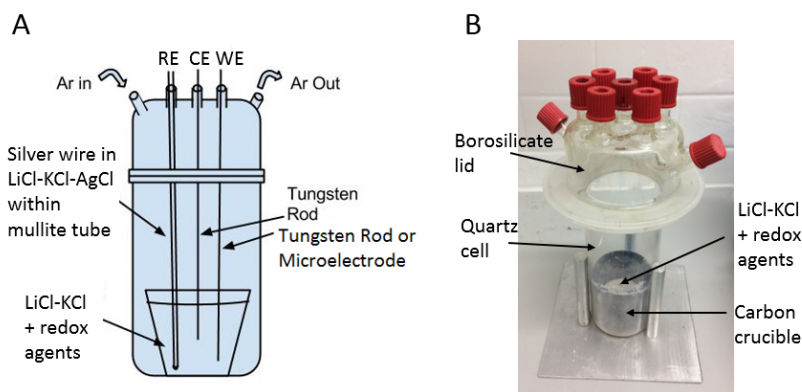 A
RE CE WE
Ar in
Ar Out
Silver wire in
LiCl-KCl-AgCl
within
mullite tube
Tungsten
Rod
Tungsten Rod or
Microelectrode
LiCl-KCl
+ redox
agents
B
Borosilicate
lid
Quartz
cell
LiCl-KCl
+ redox
agents
Carbon
crucible